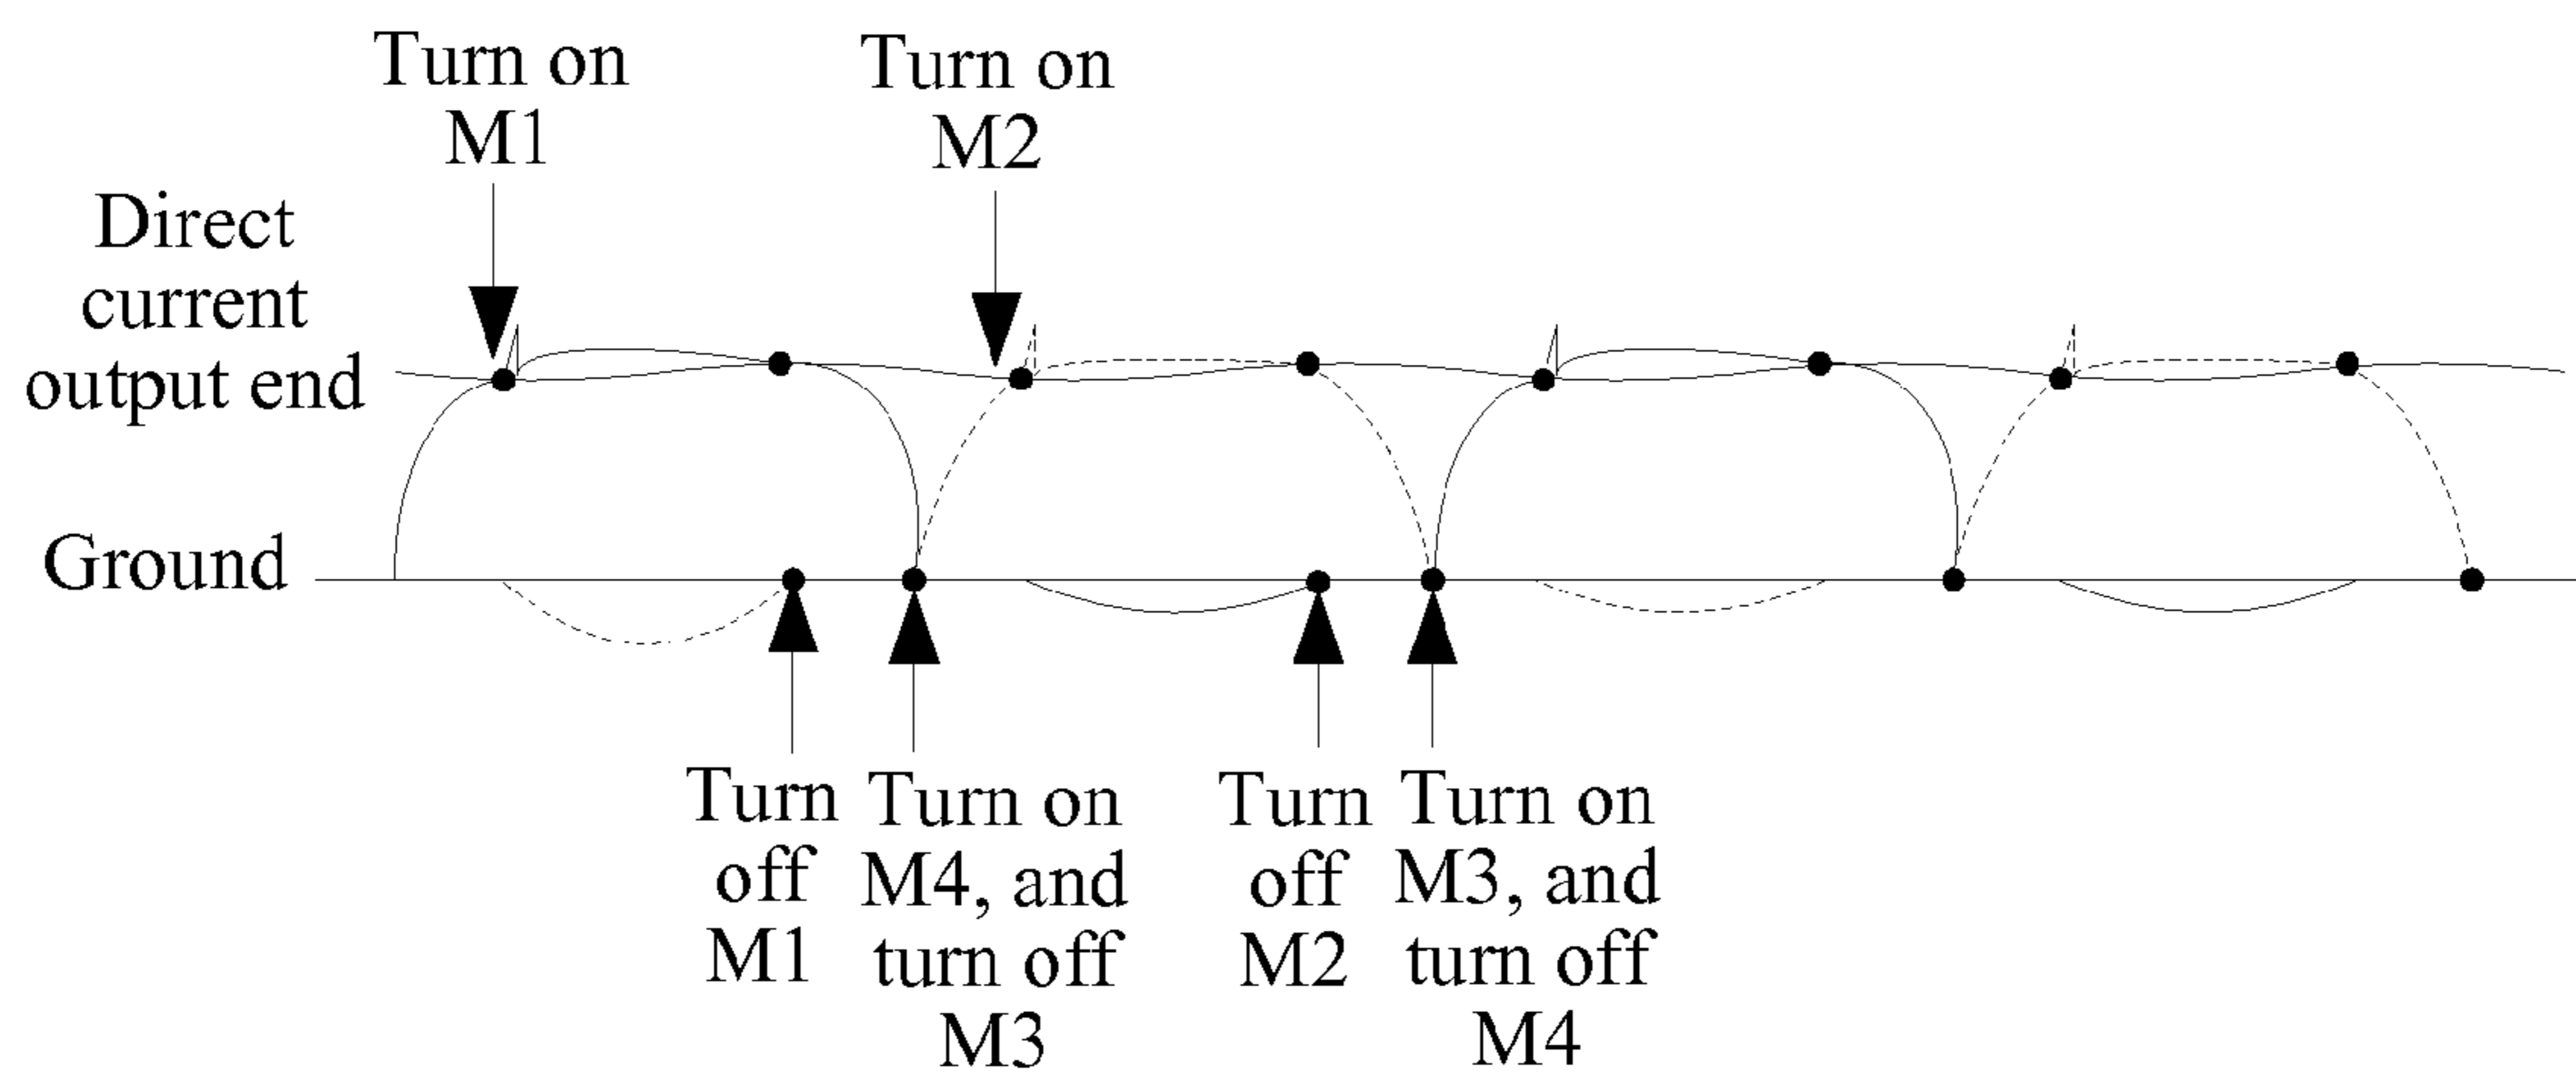 Turn on
M1
Turn on
M2
Direct
current
output end
Ground
Turn
off
M1
Turn on
M4, and
turn off
M3
Turn
off
M2
Turn on
M3, and
turn off
M4